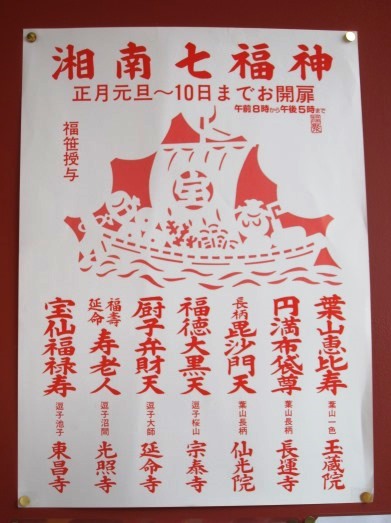 湘南七福神
正月元旦～10日までお開扉
午前8時から午後5時まで
福笹授与
宝
葉山恵比寿
葉山一色
玉蔵院
円満布袋尊
葉山長柄
長運寺
長柄毘沙門天
葉山長柄
仙光院
福徳大黒天
逗子桜山
宗泰寺
厨子弁財天
逗子大師
延命寺
福寿延命
寿老人
逗子沼間
光照寺
宝仙福禄寿
逗子池子
東昌寺